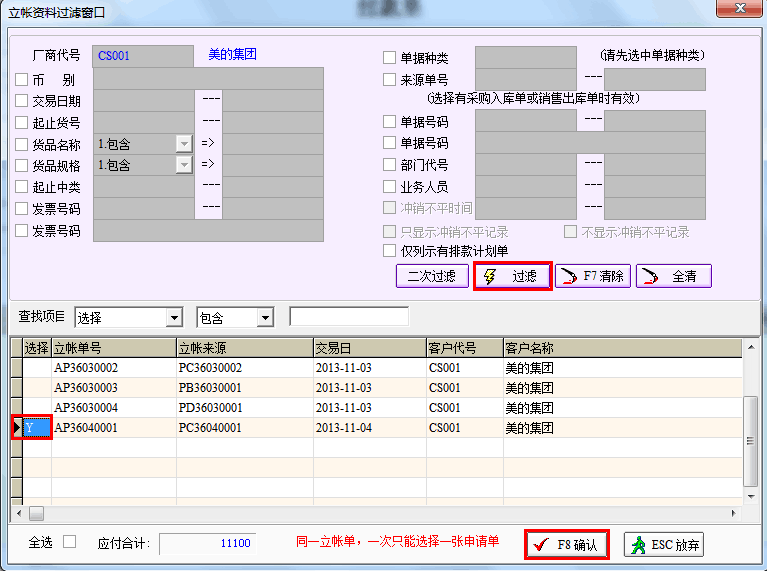 立帐资料过滤窗口
厂商代号 CS001 美的集团
币 别
交易日期 ---
起止货号 ---
货品名称 1.包含 =>
货品规格 1.包含 =>
起止中类 ---
发票号码 ---
发票号码
单据种类 (请先选中单据种类)
来源单号 ---
(选择有采购入库单或销售出库单时有效)
单据号码 ---
单据号码
部门代号 ---
业务人员 ---
冲销不平时间 ---
只显示冲销不平记录 不显示冲销不平记录
仅列示有排款计划单
二次过滤 过滤 F7清除 全清
查找项目 选择 包含
选择 立帐单号 立帐来源 交易日 客户代号 客户名称
AP36030002 PC36030002 2013-11-03 CS001 美的集团
AP36030003 PB36030001 2013-11-03 CS001 美的集团
AP36030004 PD36030001 2013-11-03 CS001 美的集团
Y AP36040001 PC36040001 2013-11-04 CS001 美的集团
全选 应付合计: 11100 同一立帐单，一次只能选择一张申请单 F8确认 ESC放弃